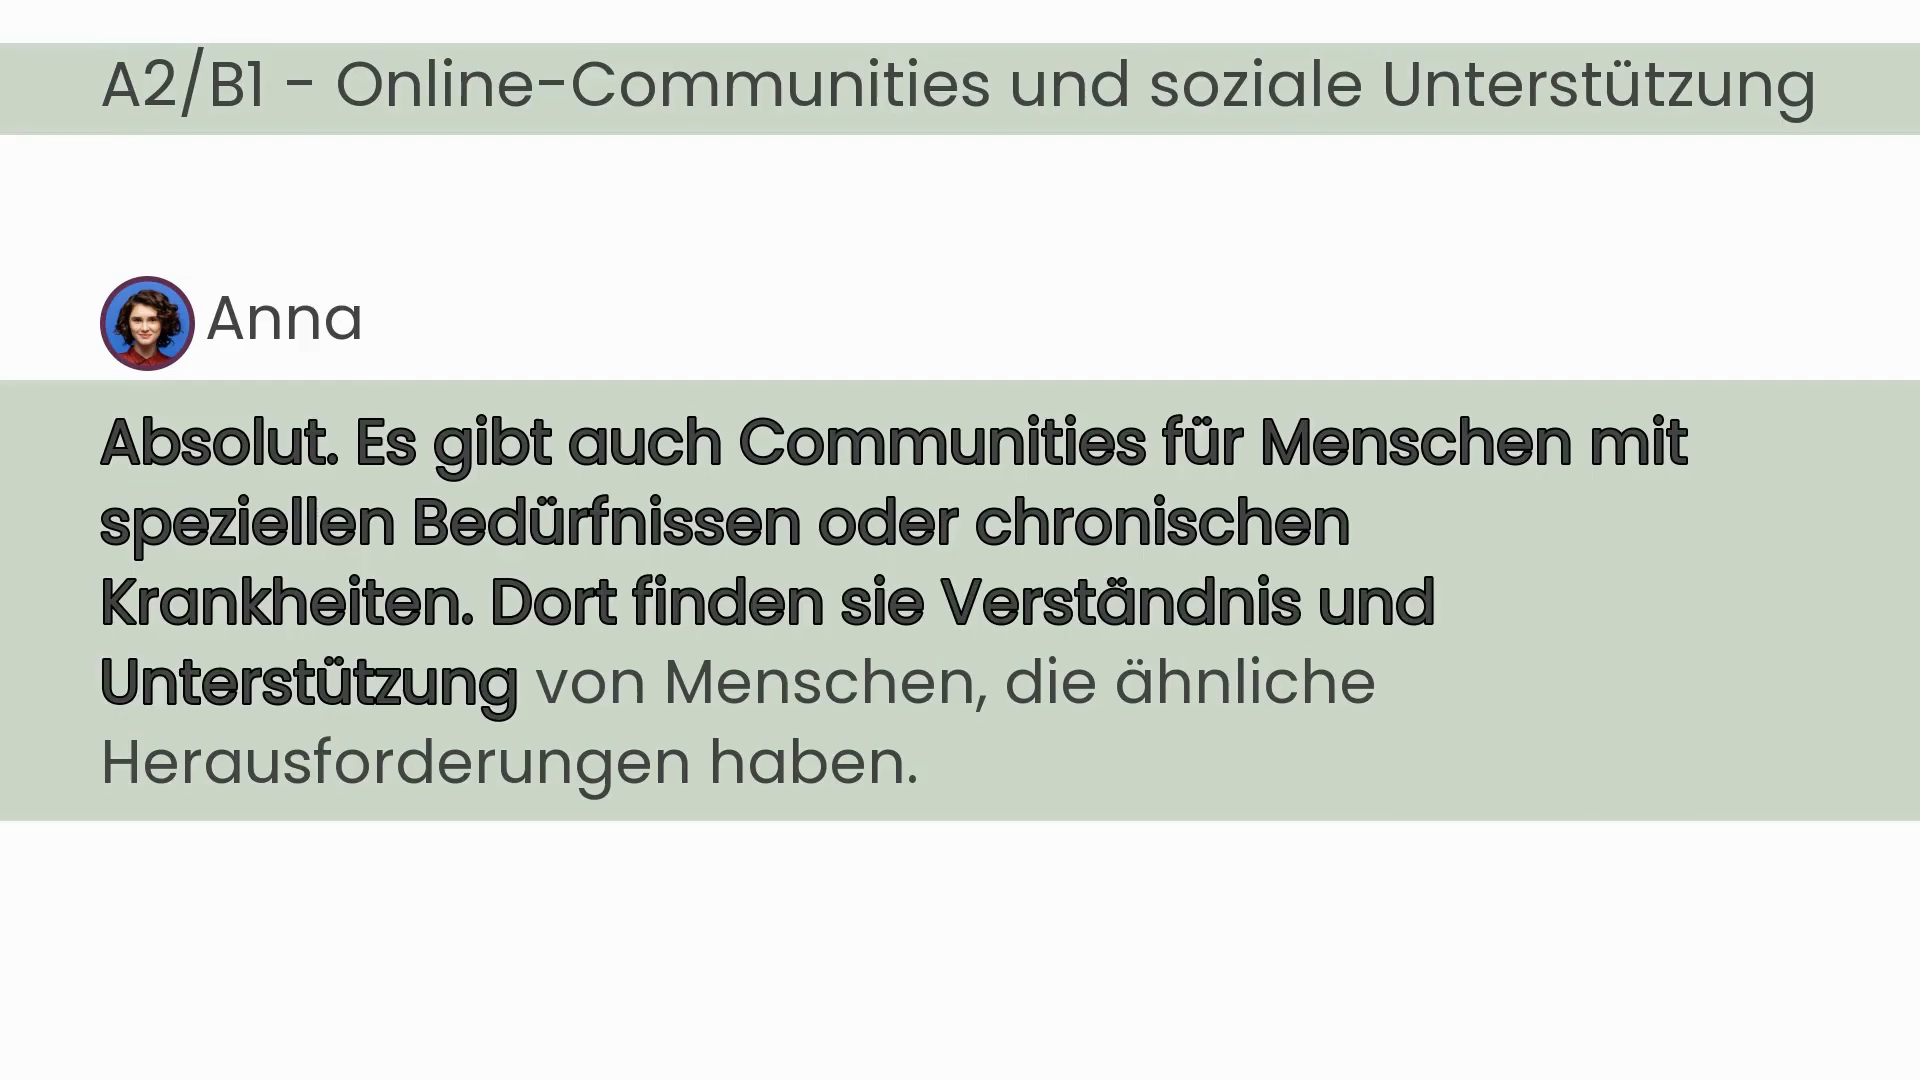 A2/B1 - Online-Communities und soziale Unterstützung
Anna
Absolut. Es gibt auch Communities für Menschen mit
speziellen Bedürfnissen oder chronischen
Krankheiten. Dort finden sie Verständnis und
Unterstützung von Menschen, die ähnliche
Herausforderungen haben.